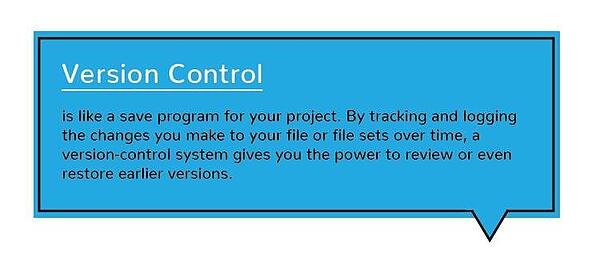 Version Control
is like a save program for your project. By tracking and logging
the changes you make to your file or file sets over time, a
version-control system gives you the power to review or even
restore earlier versions.